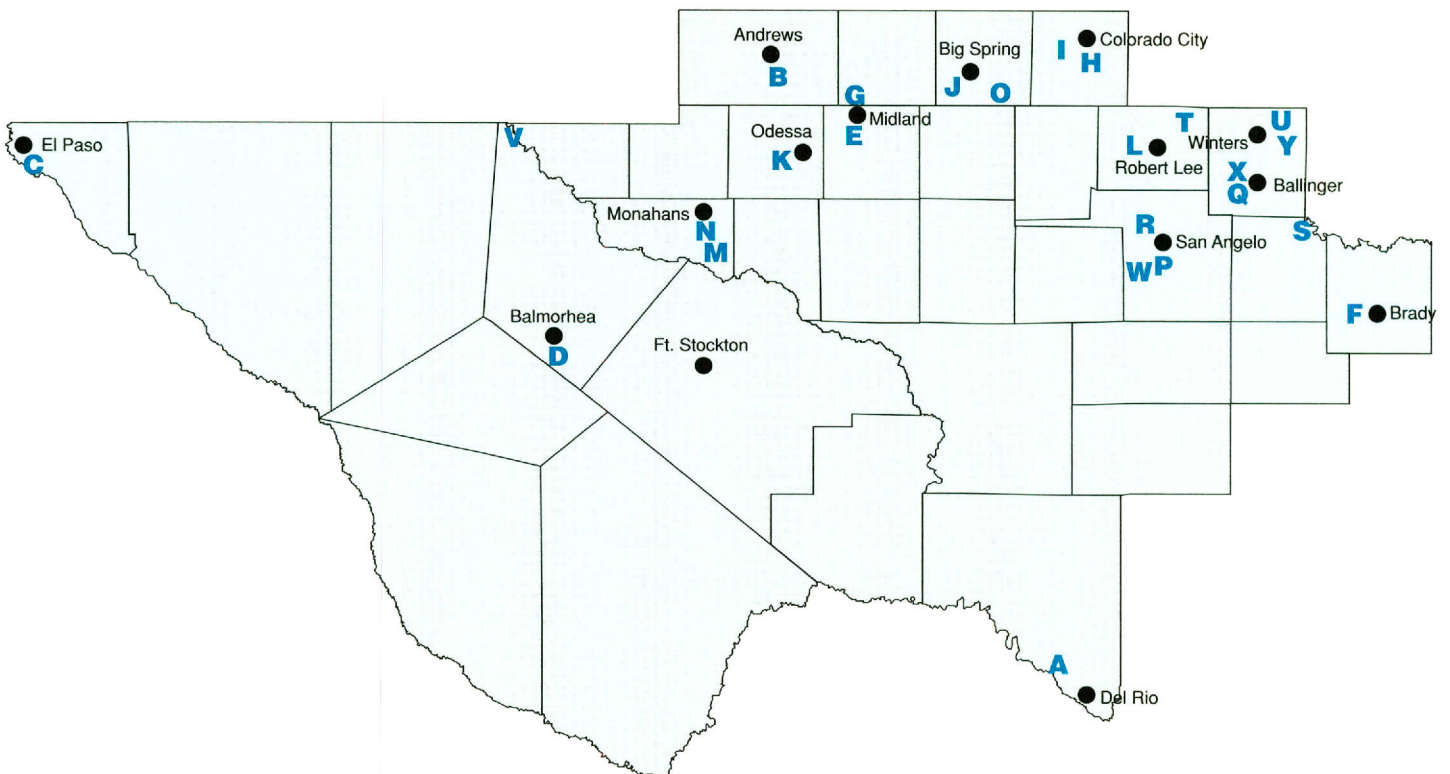 Andrews
B
Big Spring
J
O
I
Colorado City
H
G
Midland
E
Odessa
K
El Paso
C
V
T
L
Robert Lee
U
Winters
Y
X
Q
Ballinger
Monahans
N
M
R
San Angelo
W
P
S
F
Brady
Balmorhea
D
Ft. Stockton
A
Del Rio